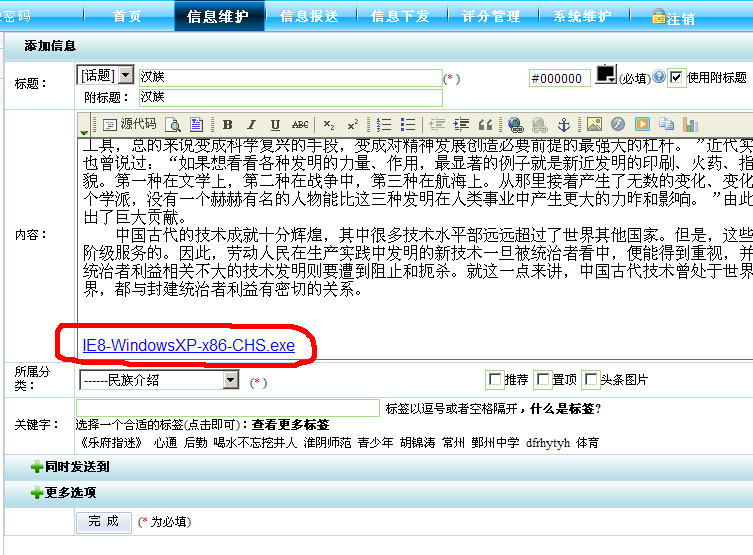 改密码 首页 信息维护 信息报送 信息下发 评分管理 系统维护 注销
添加信息
标题： [话题] 汉族 (*) #000000 (必填) 使用附标题
附标题： 汉族
源代码 B I U ABC x₂ x²
工具，总的来说变成科学复兴的手段，变成对精神发展创造必要前提的最强大的杠杆。”近代实
也曾说过：“如果想看看各种发明的力量、作用，最显著的例子就是新近发明的印刷、火药、指
貌。第一种在文学上，第二种在战争中，第三种在航海上。从那里接着产生了无数的变化、变化
个学派，没有一个赫赫有名的人物能比这三种发明在人类事业中产生更大的力昨和影响。”由此
出了巨大贡献。
内容：
中国古代的技术成就十分辉煌，其中很多技术水平部远远超过了世界其他国家。但是，这些
阶级服务的。因此，劳动人民在生产实践中发明的新技术一旦被统治者看中，便能得到重视，并
统治者利益相关不大的技术发明则要遭到阻止和扼杀。就这一点来讲，中国古代技术曾处于世界
界，都与封建统治者利益有密切的关系。
IE8-WindowsXP-x86-CHS.exe
所属分类： ------民族介绍 (*) 推荐 置顶 头条图片
关键字： 标签以逗号或者空格隔开，什么是标签?
选择一个合适的标签(点击即可)：查看更多标签
《乐府指迷》 心通 后勤 喝水不忘挖井人 淮阴师范 青少年 胡锦涛 常州 鄞州中学 dfrhytyh 体育
同时发送到
更多选项
完 成 (* 为必填)